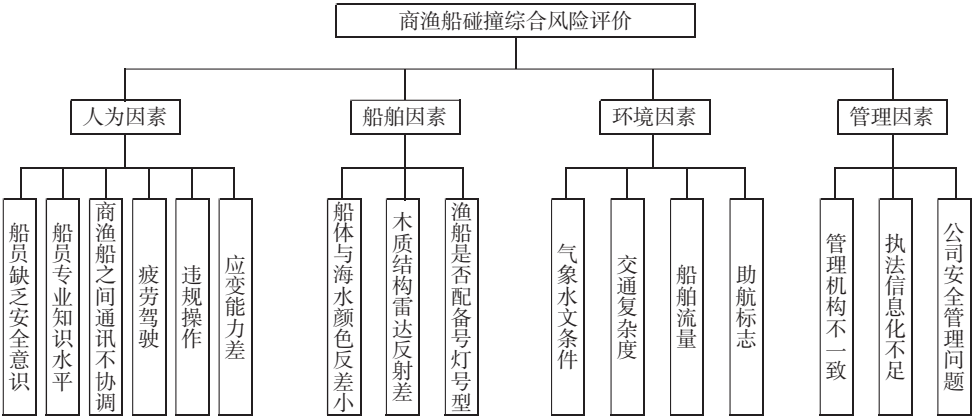 商渔船碰撞综合风险评价
人为因素
船舶因素
环境因素
管理因素
船员缺乏安全意识
船员专业知识水平
商渔船之间通讯不协调
疲劳驾驶
违规操作
应变能力差
船体与海水颜色反差小
木质结构雷达反射差
渔船是否配备号灯号型
气象水文条件
交通复杂度
船舶流量
助航标志
管理机构不一致
执法信息化不足
公司安全管理问题